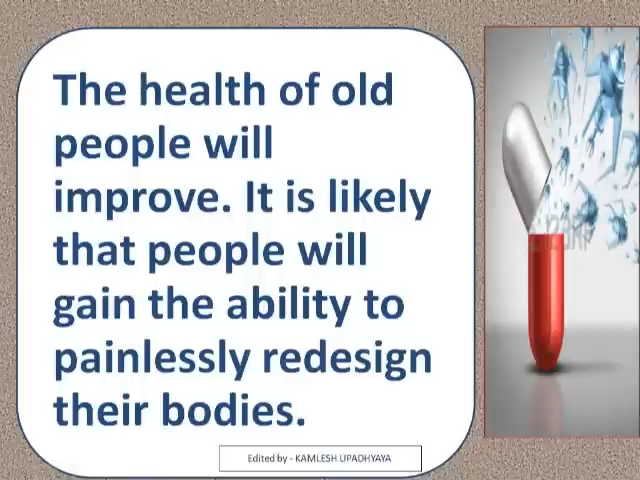 The health of old
people will
improve. It is likely
that people will
gain the ability to
painlessly redesign
their bodies.
Edited by - KAMLESH UPADHYAYA